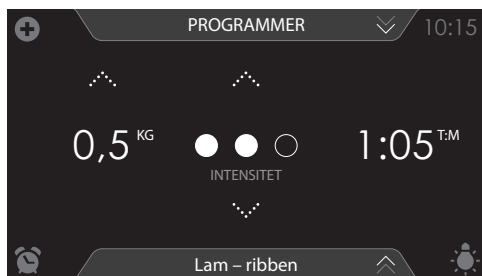 PROGRAMMER 10:15
0,5 KG 1:05 T:M
INTENSITET
Lam – ribben